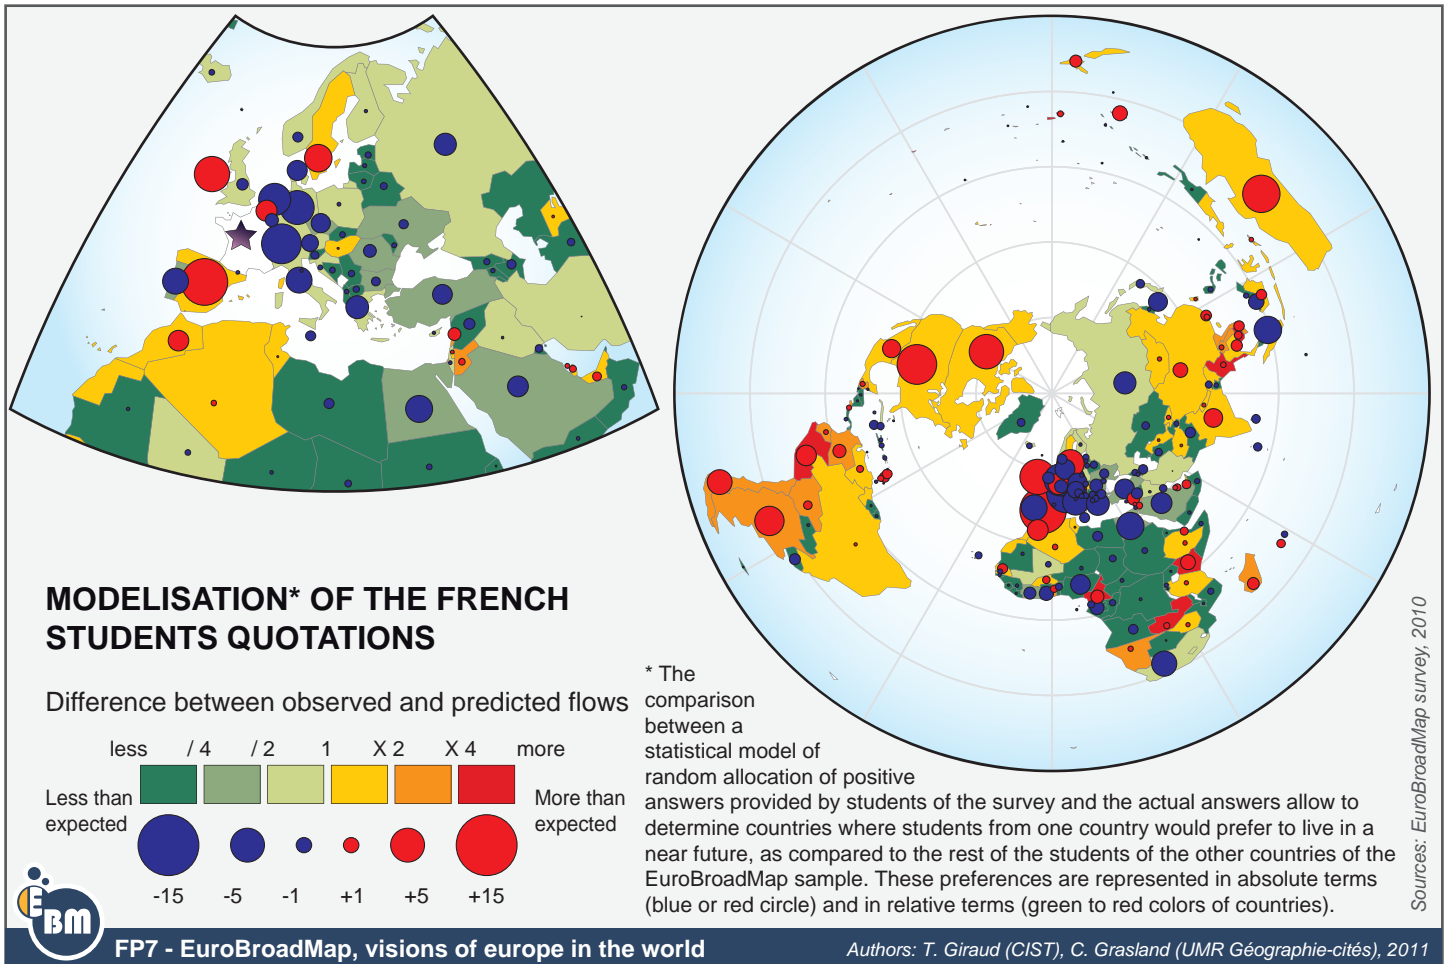 MODELISATION* OF THE FRENCH
STUDENTS QUOTATIONS
Difference between observed and predicted flows
less / 4 / 2 1 X 2 X 4 more
Less than
expected
More than
expected
-15 -5 -1 +1 +5 +15
* The
comparison
between a
statistical model of
random allocation of positive
answers provided by students of the survey and the actual answers allow to
determine countries where students from one country would prefer to live in a
near future, as compared to the rest of the students of the other countries of the
EuroBroadMap sample. These preferences are represented in absolute terms
(blue or red circle) and in relative terms (green to red colors of countries).
Sources: EuroBroadMap survey, 2010
EBM
FP7 - EuroBroadMap, visions of europe in the world
Authors: T. Giraud (CIST), C. Grasland (UMR Géographie-cités), 2011